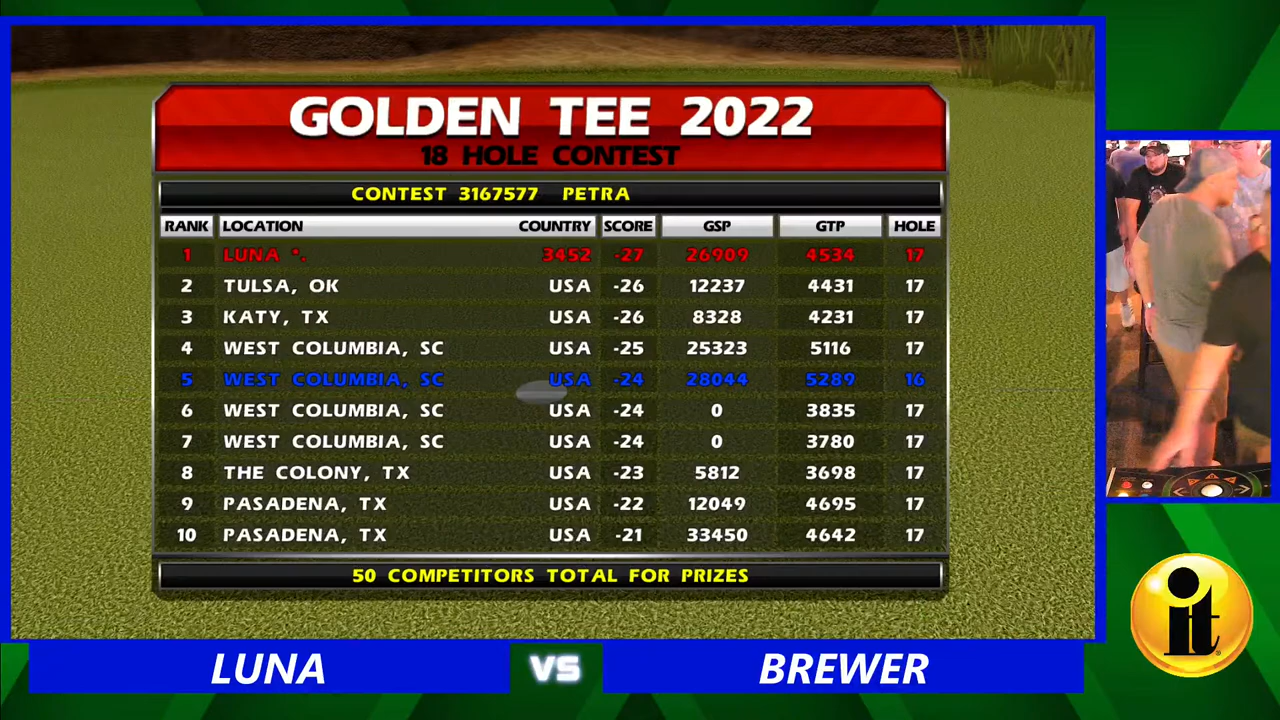 GOLDEN TEE 2022
18 HOLE CONTEST
CONTEST 3167577 PETRA
RANK LOCATION COUNTRY SCORE GSP GTP HOLE
1 LUNA *. 3452 -27 26909 4534 17
2 TULSA, OK USA -26 12237 4431 17
3 KATY, TX USA -26 8328 4231 17
4 WEST COLUMBIA, SC USA -25 25323 5116 17
5 WEST COLUMBIA, SC USA -24 28044 5289 16
6 WEST COLUMBIA, SC USA -24 0 3835 17
7 WEST COLUMBIA, SC USA -24 0 3780 17
8 THE COLONY, TX USA -23 5812 3698 17
9 PASADENA, TX USA -22 12049 4695 17
10 PASADENA, TX USA -21 33450 4642 17
50 COMPETITORS TOTAL FOR PRIZES
it
LUNA VS BREWER